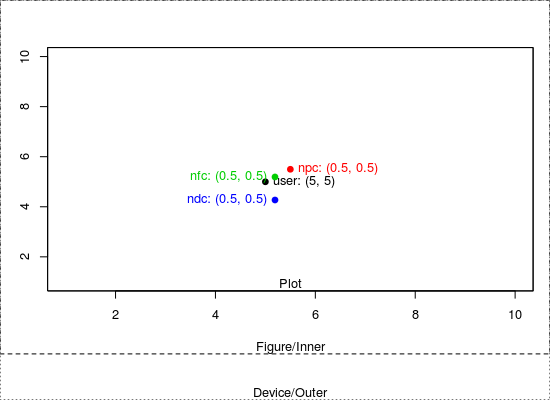 10
8
6
4
2
npc: (0.5, 0.5)
nfc: (0.5, 0.5)
user: (5, 5)
ndc: (0.5, 0.5)
Plot
2 4 6 8 10
Figure/Inner
Device/Outer